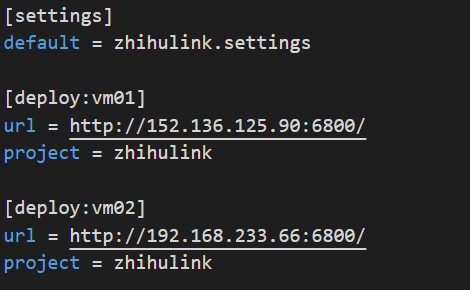 [settings]
default = zhihulink.settings
[deploy:vm01]
url = http://152.136.125.90:6800/
project = zhihulink
[deploy:vm02]
url = http://192.168.233.66:6800/
project = zhihulink